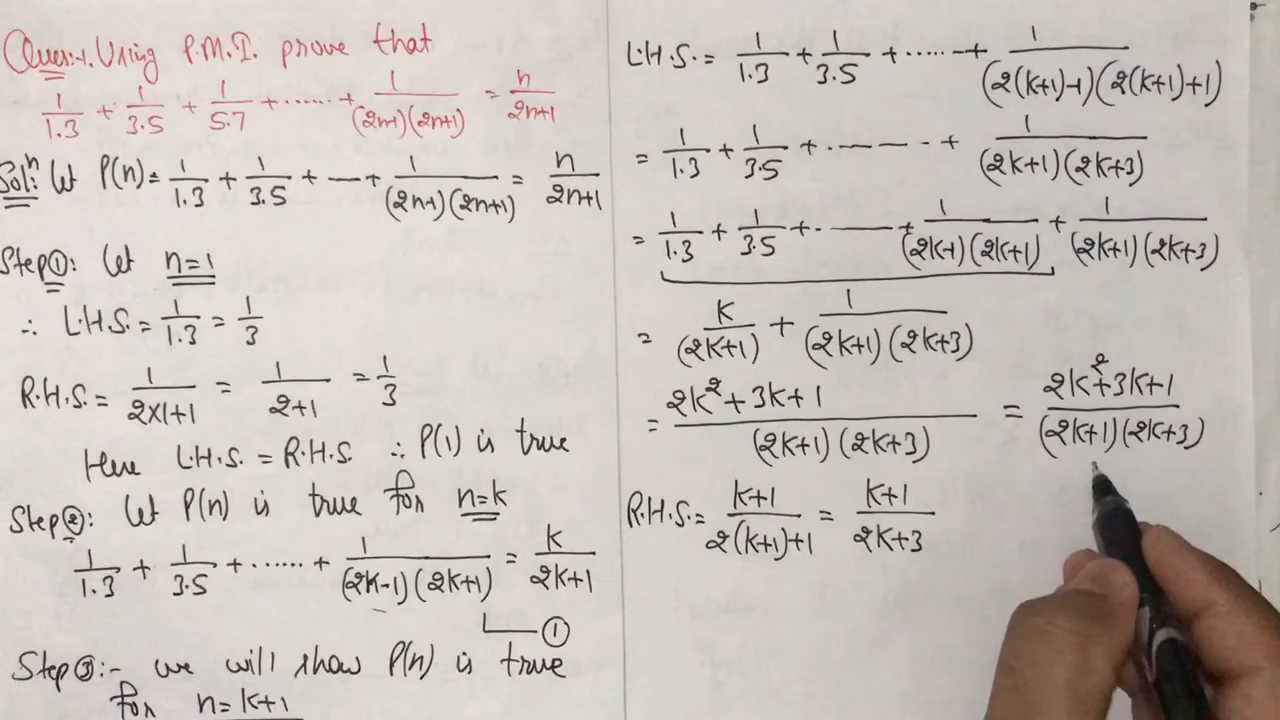 Ques:-1. Using P.M.I. prove that
1/1.3 + 1/3.5 + 1/5.7 + ...... + 1/(2n-1)(2n+1) = n/2n+1
Solⁿ: Let P(n) = 1/1.3 + 1/3.5 + — + 1/(2n-1)(2n+1) = n/2n+1
Step①: Let n=1
∴ L.H.S. = 1/1.3 = 1/3
R.H.S. = 1/2×1+1 = 1/2+1 = 1/3
Here L.H.S. = R.H.S. ∴ P(1) is true
Step②: Let P(n) is true for n=k
1/1.3 + 1/3.5 + ...... + 1/(2k-1)(2k+1) = k/2k+1
①
Step③:- we will show P(n) is true
for n=k+1
L.H.S. = 1/1.3 + 1/3.5 + ...... + 1/(2(k+1)-1)(2(k+1)+1)
= 1/1.3 + 1/3.5 + .---- + 1/(2k+1)(2k+3)
= 1/1.3 + 1/3.5 + .—— + 1/(2k-1)(2k+1) + 1/(2k+1)(2k+3)
= k/(2k+1) + 1/(2k+1)(2k+3)
= 2k²+3k+1/(2k+1)(2k+3) = 2k²+3k+1/(2k+1)(2k+3)
R.H.S. = k+1/2(k+1)+1 = k+1/2k+3